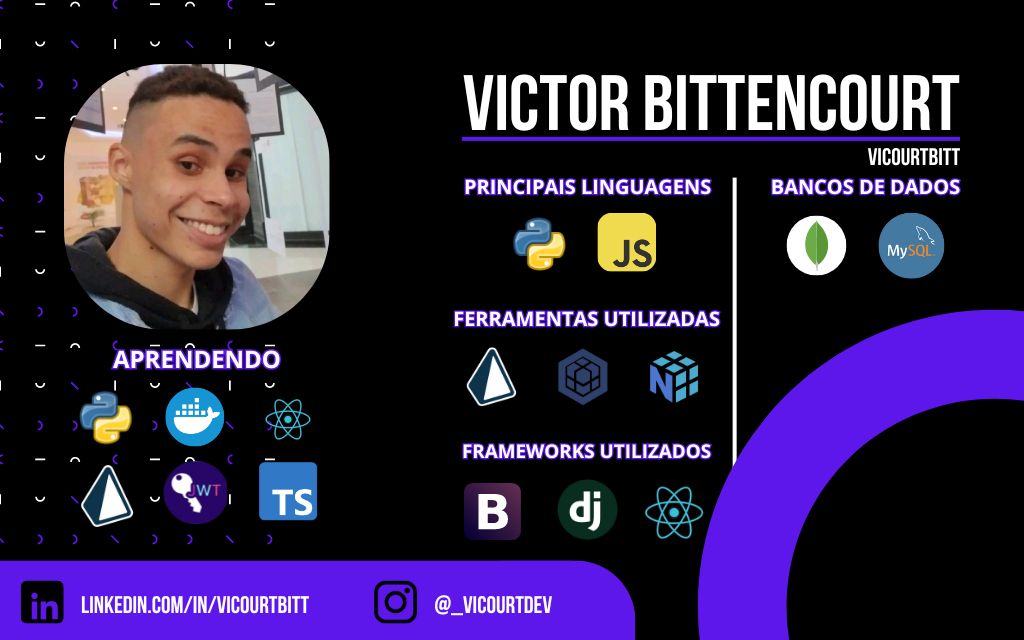 VICTOR BITTENCOURT
VICOURTBITT
PRINCIPAIS LINGUAGENS
JS
BANCOS DE DADOS
MySQL
FERRAMENTAS UTILIZADAS
FRAMEWORKS UTILIZADOS
B
dj
APRENDENDO
JWT
TS
in
LINKEDIN.COM/IN/VICOURTBITT
@_VICOURTDEV